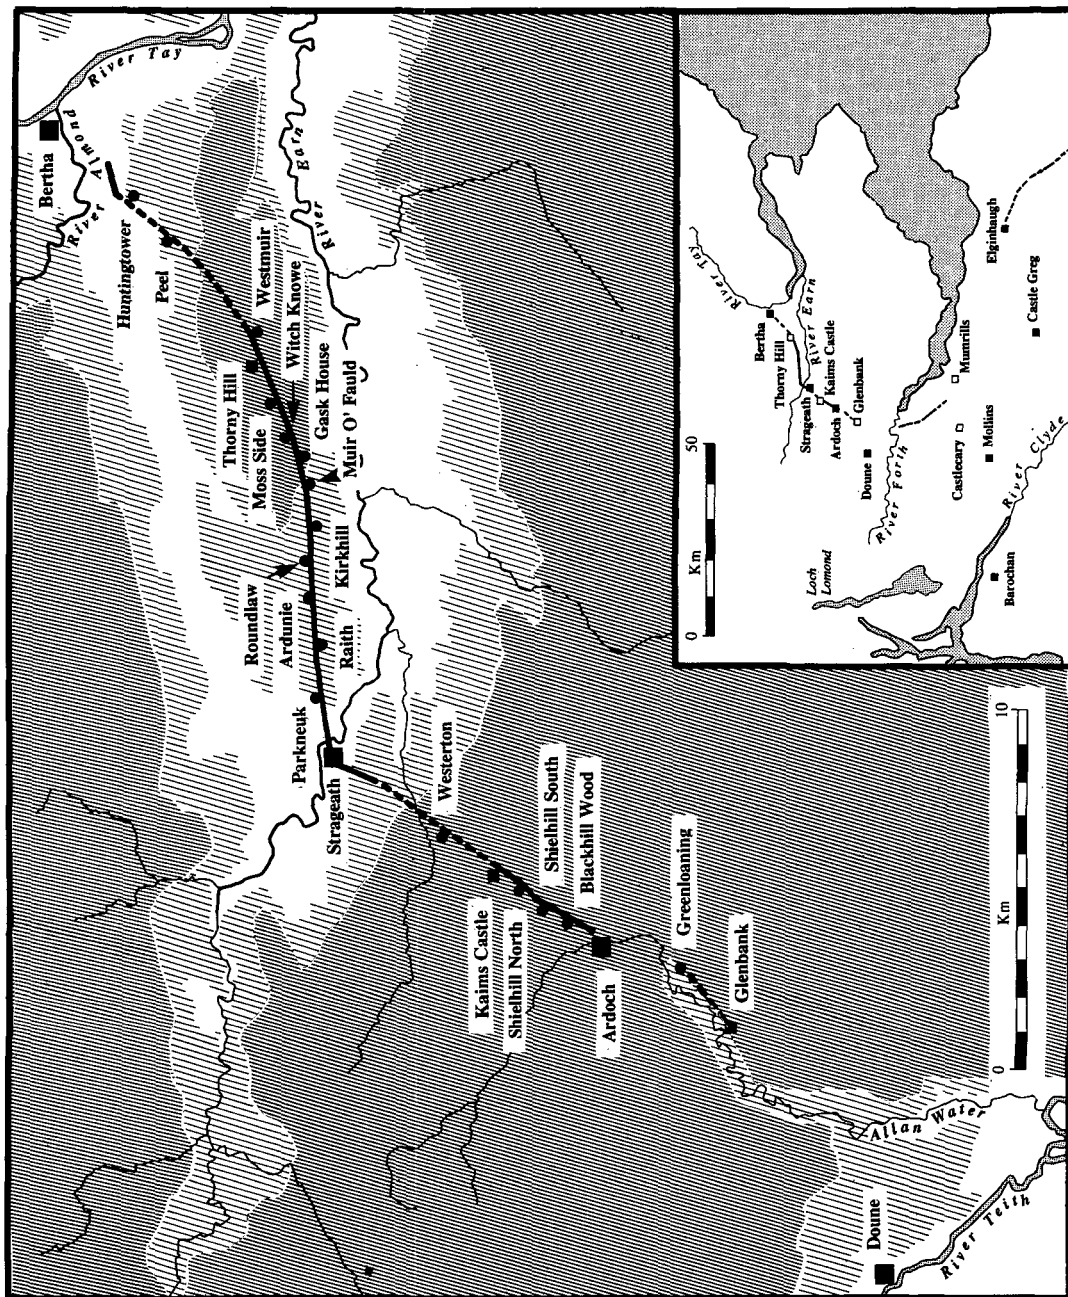 Bertha
River Almond
River Tay
Huntingtower
Peel
Westmuir
Witch Knowe
Gask House
Muir O' Fauld
Thorny Hill
Moss Side
River Earn
Roundlaw
Ardunie
Kirkhill
Raith
Parkneuk
Strageath
Westerton
Kaims Castle
Shielhill North
Shielhill South
Blackhill Wood
Ardoch
Greenloaning
Glenbank
Allan Water
Doune
River Teith
0 Km 10
0 Km 50
River Tay
Bertha
Thorny Hill
River Earn
Strageath
Kaims Castle
Ardoch
Glenbank
Doune
River Forth
Loch
Lomond
Castlecary
Mumrills
Mollins
Elginhaugh
Castle Greg
River Clyde
Barochan